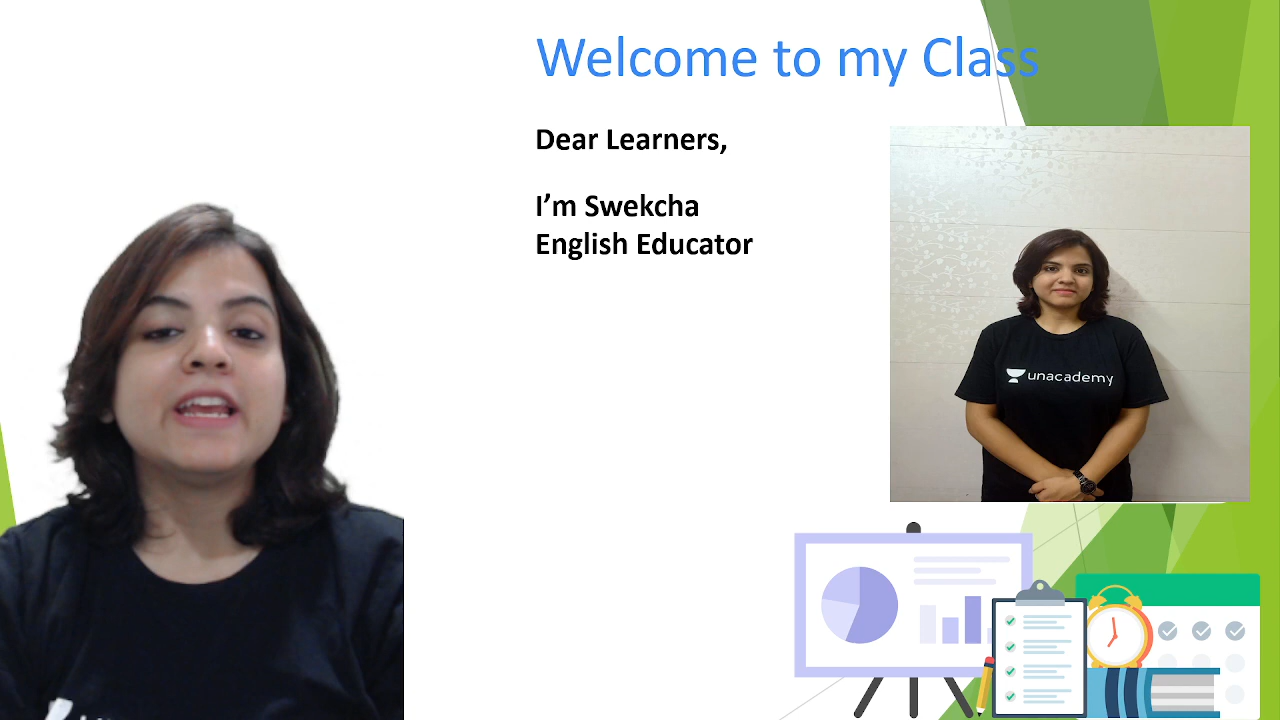 Welcome to my Class
Dear Learners,
I'm Swekcha
English Educator
unacademy